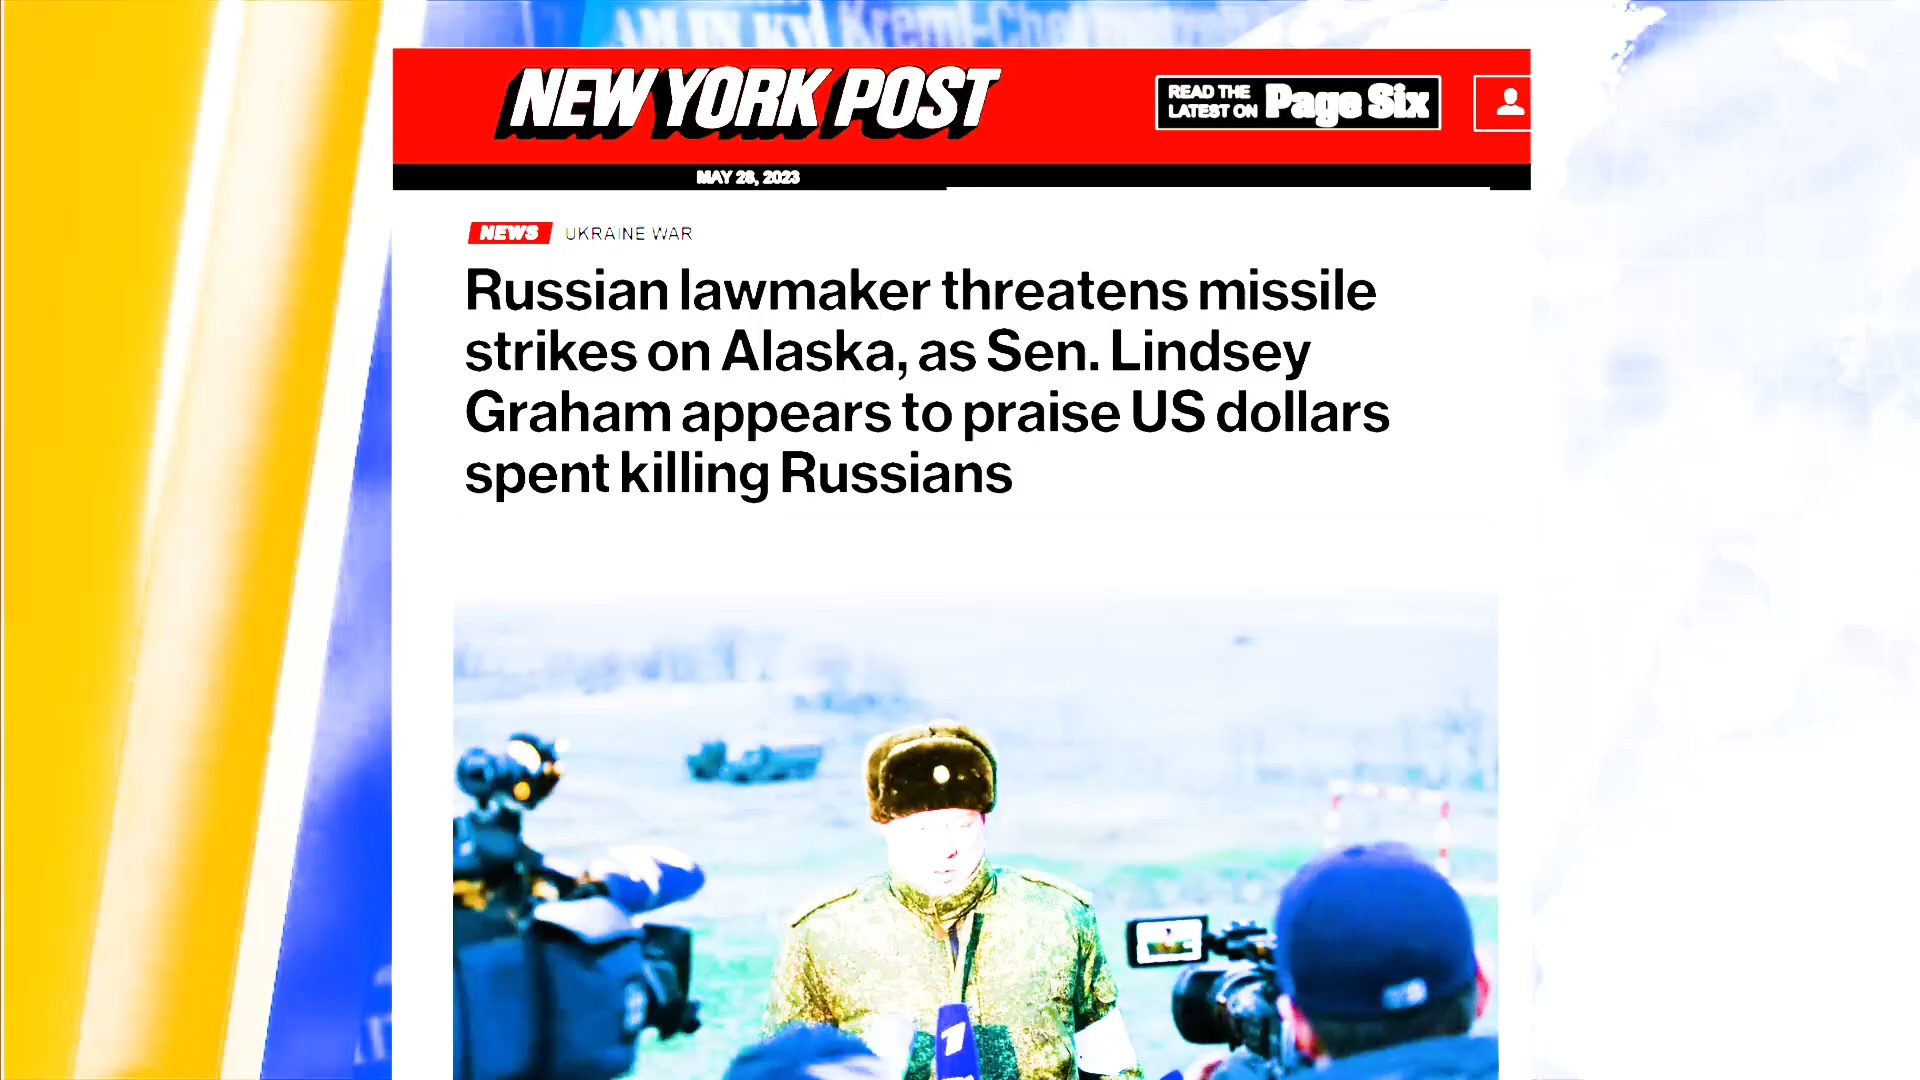 NEW YORK POST
READ THE
LATEST ON
Page Six
MAY 28, 2023
NEWS UKRAINE WAR
Russian lawmaker threatens missile
strikes on Alaska, as Sen. Lindsey
Graham appears to praise US dollars
spent killing Russians
1